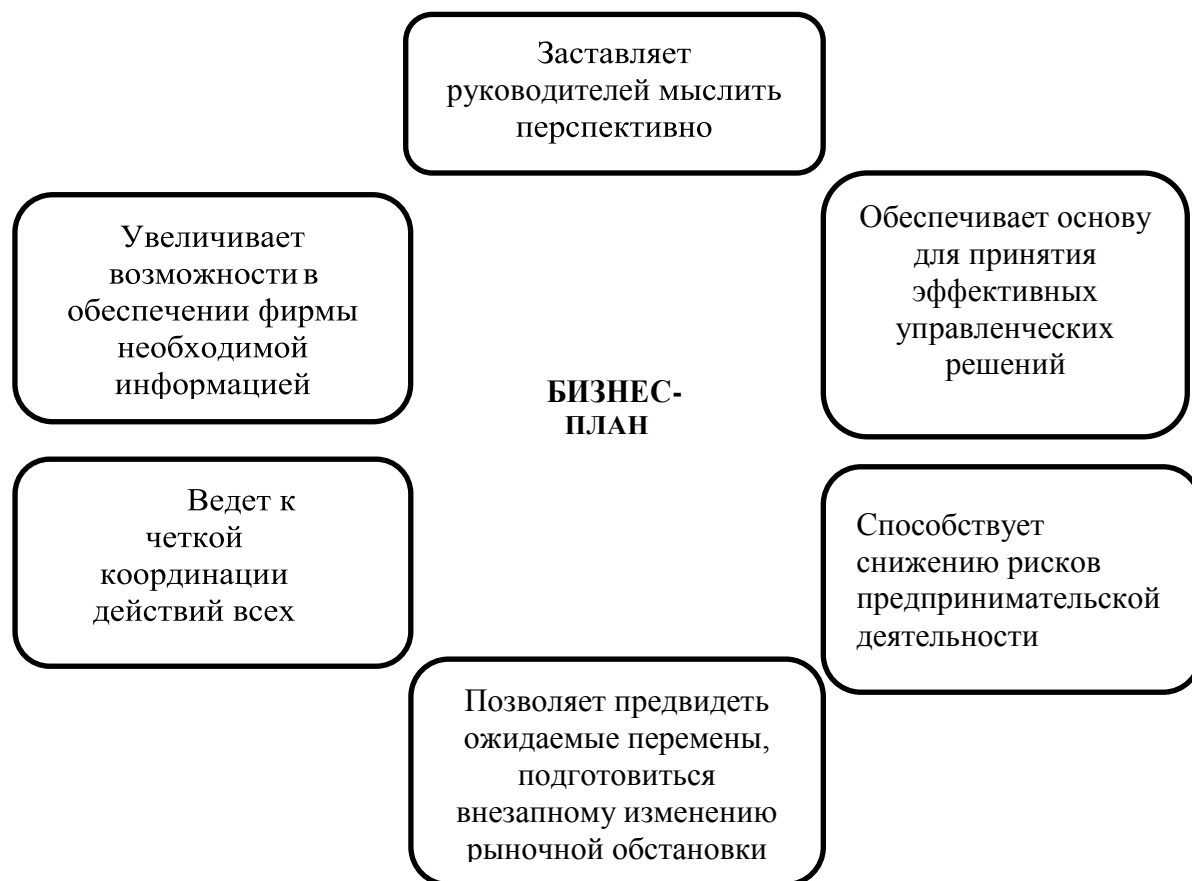 Заставляет
руководителей мыслить
перспективно
Увеличивает
возможности в
обеспечении фирмы
необходимой
информацией
Обеспечивает основу
для принятия
эффективных
управленческих
решений
БИЗНЕС-
ПЛАН
Ведет к
четкой
координации
действий всех
Способствует
снижению рисков
предпринимательской
деятельности
Позволяет предвидеть
ожидаемые перемены,
подготовиться
внезапному изменению
рыночной обстановки